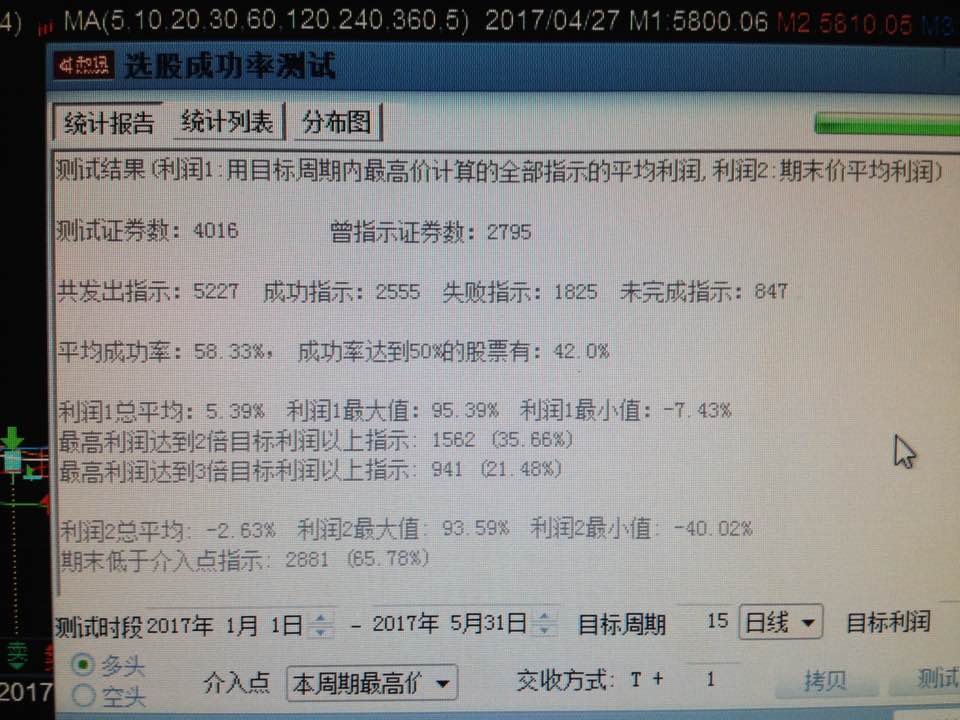 4) MA(5,10,20,30,60,120,240,360,5) 2017/04/27 M1:5800.06 M2:5810.05 M3
和讯 选股成功率测试
统计报告 统计列表 分布图
测试结果(利润1:用目标周期内最高价计算的全部指示的平均利润,利润2:期末价平均利润)
测试证券数: 4016 曾指示证券数: 2795
共发出指示: 5227 成功指示: 2555 失败指示: 1825 未完成指示: 847
平均成功率: 58.33%, 成功率达到50%的股票有: 42.0%
利润1总平均: 5.39% 利润1最大值: 95.39% 利润1最小值: -7.43%
最高利润达到2倍目标利润以上指示: 1562 (35.66%)
最高利润达到3倍目标利润以上指示: 941 (21.48%)
利润2总平均: -2.63% 利润2最大值: 93.59% 利润2最小值: -40.02%
期末低于介入点指示: 2881 (65.78%)
测试时段 2017年 1月 1日 - 2017年 5月31日 目标周期 15 日线 目标利润
多头
介入点 本周期最高价 交收方式: T + 1 拷贝 测试
空头
2017